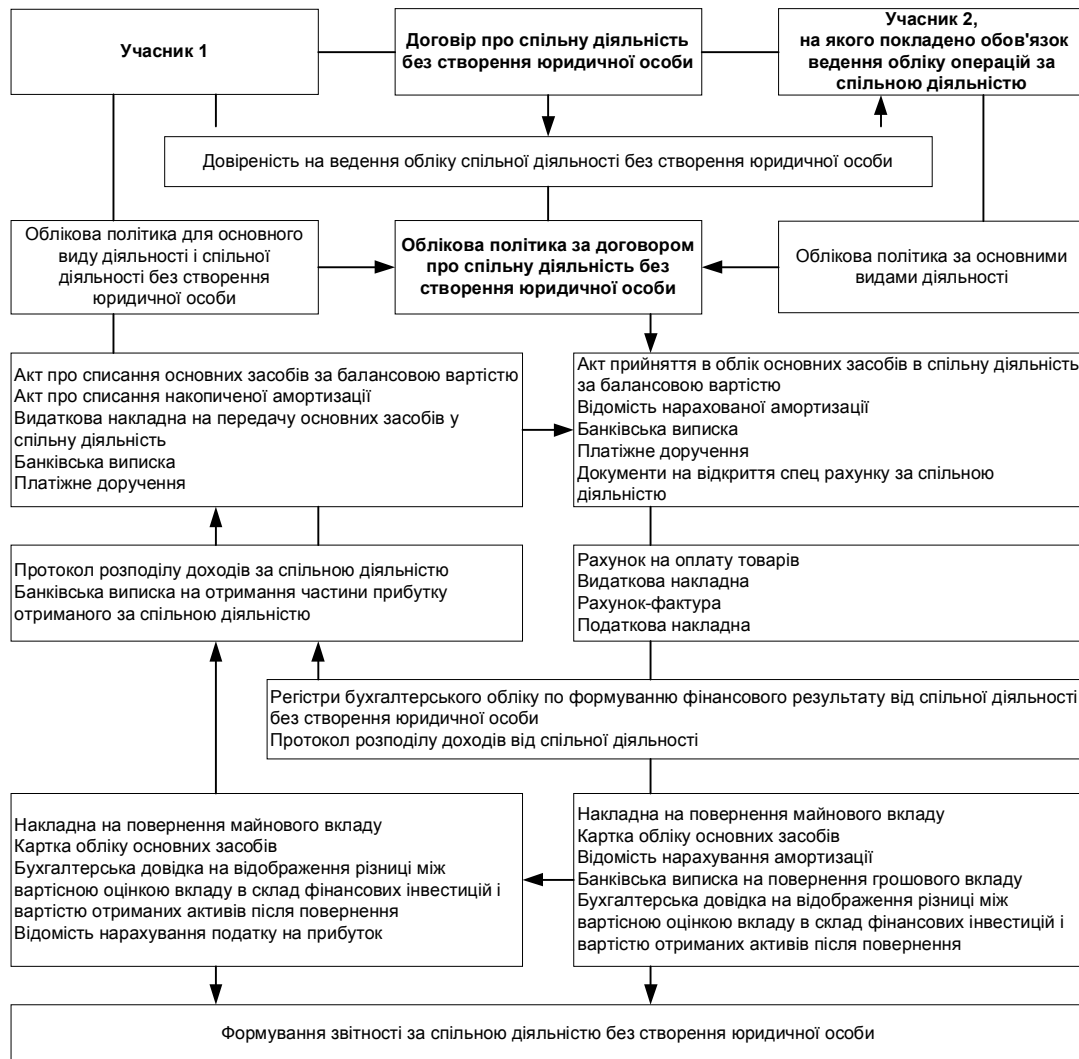 Учасник 1
Договір про спільну діяльність
без створення юридичної особи
Учасник 2,
на якого покладено обов'язок
ведення обліку операцій за
спільною діяльністю
Довіреність на ведення обліку спільної діяльності без створення юридичної особи
Облікова політика для основного
виду діяльності і спільної
діяльності без створення
юридичної особи
Облікова політика за договором
про спільну діяльність без
створення юридичної особи
Облікова політика за основними
видами діяльності
Акт про списання основних засобів за балансовою вартістю
Акт про списання накопиченої амортизації
Видаткова накладна на передачу основних засобів у
спільну діяльність
Банківська виписка
Платіжне доручення
Акт прийняття в облік основних засобів в спільну діяльність
за балансовою вартістю
Відомість нарахованої амортизації
Банківська виписка
Платіжне доручення
Документи на відкриття спец рахунку за спільною
діяльністю
Протокол розподілу доходів за спільною діяльністю
Банківська виписка на отримання частини прибутку
отриманого за спільною діяльністю
Рахунок на оплату товарів
Видаткова накладна
Рахунок-фактура
Податкова накладна
Регістри бухгалтерського обліку по формуванню фінансового результату від спільної діяльності
без створення юридичної особи
Протокол розподілу доходів від спільної діяльності
Накладна на повернення майнового вкладу
Картка обліку основних засобів
Бухгалтерська довідка на відображення різниці між
вартісною оцінкою вкладу в склад фінансових інвестицій і
вартістю отриманих активів після повернення
Відомість нарахування податку на прибуток
Накладна на повернення майнового вкладу
Картка обліку основних засобів
Відомість нарахування амортизації
Банківська виписка на повернення грошового вкладу
Бухгалтерська довідка на відображення різниці між
вартісною оцінкою вкладу в склад фінансових інвестицій і
вартістю отриманих активів після повернення
Формування звітності за спільною діяльністю без створення юридичної особи